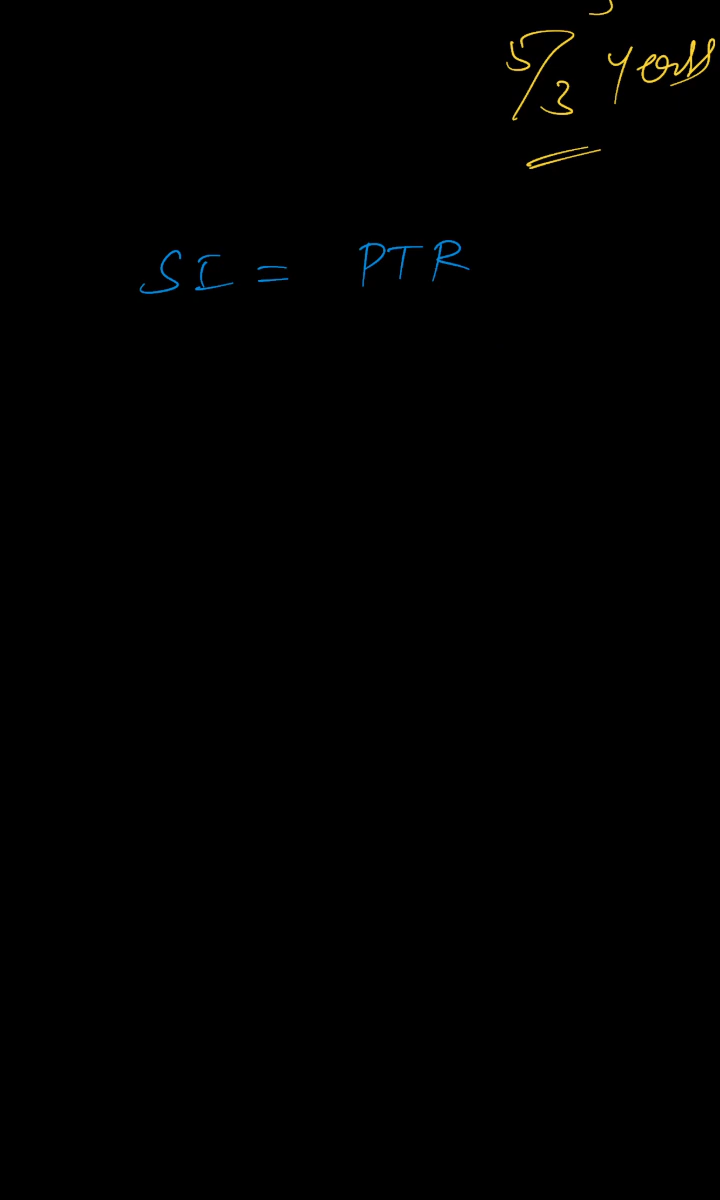 5/3 years
SI = PTR